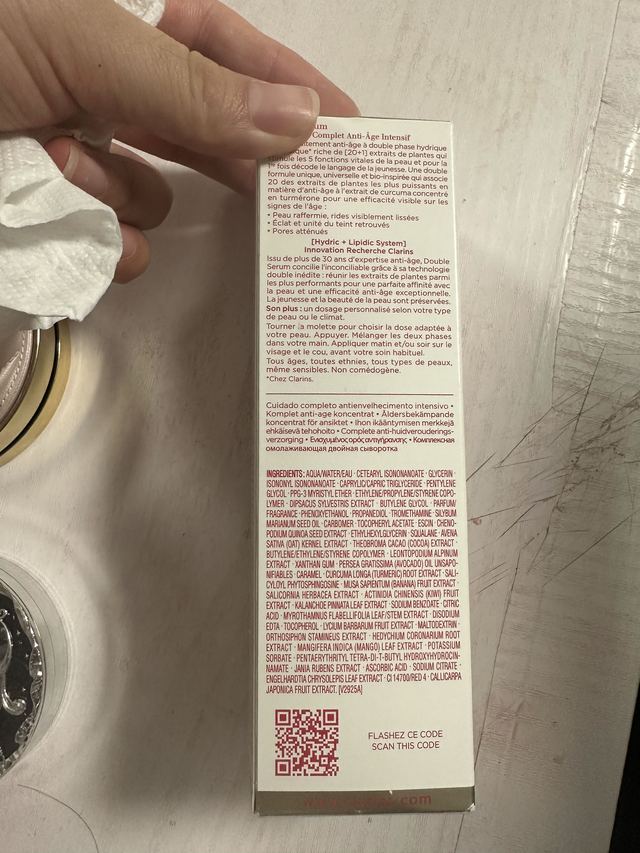 um
Complet Anti-Âge Intensif
itement anti-âge à double phase hydrique
ique* riche de [20+1] extraits de plantes qui
stimule les 5 fonctions vitales de la peau et pour la
1re fois décode le langage de la jeunesse. Une double
formule unique, universelle et bio-inspirée qui associe
20 des extraits de plantes les plus puissants en
matière d'anti-âge à l'extrait de curcuma concentré
en turmérone pour une efficacité visible sur les
signes de l'âge :
• Peau raffermie, rides visiblement lissées
• Éclat et unité du teint retrouvés
• Pores atténués
[Hydric + Lipidic System]
Innovation Recherche Clarins
Issu de plus de 30 ans d'expertise anti-âge, Double
Serum concilie l'inconciliable grâce à sa technologie
double inédite : réunir les extraits de plantes parmi
les plus performants pour une parfaite affinité avec
la peau et une efficacité anti-âge exceptionnelle.
La jeunesse et la beauté de la peau sont préservées.
Son plus : un dosage personnalisé selon votre type
de peau ou le climat.
Tourner la molette pour choisir la dose adaptée à
votre peau. Appuyer. Mélanger les deux phases
dans votre main. Appliquer matin et/ou soir sur le
visage et le cou, avant votre soin habituel.
Tous âges, toutes ethnies, tous types de peaux,
même sensibles. Non comédogène.
*Chez Clarins.
Cuidado completo antienvelhecimento intensivo •
Komplet anti-age koncentrat • Åldersbekämpande
koncentrat för ansiktet • Ihon ikääntymisen merkkejä
ehkäisevä tehohoito • Complete anti-huidverouderings-
verzorging • Ενισχυμένος ορός αντιγήρανσης • Комплексная
омолаживающая двойная сыворотка
INGREDIENTS: AQUA/WATER/EAU · CETEARYL ISONONANOATE · GLYCERIN ·
ISONONYL ISONONANOATE · CAPRYLIC/CAPRIC TRIGLYCERIDE · PENTYLENE
GLYCOL · PPG-3 MYRISTYL ETHER · ETHYLENE/PROPYLENE/STYRENE COPO-
LYMER · DIPSACUS SYLVESTRIS EXTRACT · BUTYLENE GLYCOL · PARFUM/
FRAGRANCE · PHENOXYETHANOL · PROPANEDIOL · TROMETHAMINE · SILYBUM
MARIANUM SEED OIL · CARBOMER · TOCOPHERYL ACETATE · ESCIN · CHENO-
PODIUM QUINOA SEED EXTRACT · ETHYLHEXYLGLYCERIN · SQUALANE · AVENA
SATIVA (OAT) KERNEL EXTRACT · THEOBROMA CACAO (COCOA) EXTRACT ·
BUTYLENE/ETHYLENE/STYRENE COPOLYMER · LEONTOPODIUM ALPINUM
EXTRACT · XANTHAN GUM · PERSEA GRATISSIMA (AVOCADO) OIL UNSAPO-
NIFIABLES · CARAMEL · CURCUMA LONGA (TURMERIC) ROOT EXTRACT · SALI-
CYLOYL PHYTOSPHINGOSINE · MUSA SAPIENTUM (BANANA) FRUIT EXTRACT ·
SALICORNIA HERBACEA EXTRACT · ACTINIDIA CHINENSIS (KIWI) FRUIT
EXTRACT · KALANCHOE PINNATA LEAF EXTRACT · SODIUM BENZOATE · CITRIC
ACID · MYROTHAMNUS FLABELLIFOLIA LEAF/STEM EXTRACT · DISODIUM
EDTA · TOCOPHEROL · LYCIUM BARBARUM FRUIT EXTRACT · MALTODEXTRIN ·
ORTHOSIPHON STAMINEUS EXTRACT · HEDYCHIUM CORONARIUM ROOT
EXTRACT · MANGIFERA INDICA (MANGO) LEAF EXTRACT · POTASSIUM
SORBATE · PENTAERYTHRITYL TETRA-DI-T-BUTYL HYDROXYHYDROCIN-
NAMATE · JANIA RUBENS EXTRACT · ASCORBIC ACID · SODIUM CITRATE ·
ENGELHARDTIA CHRYSOLEPIS LEAF EXTRACT · CI 14700/RED 4 · CALLICARPA
JAPONICA FRUIT EXTRACT. [V2925A]
FLASHEZ CE CODE
SCAN THIS CODE
.com